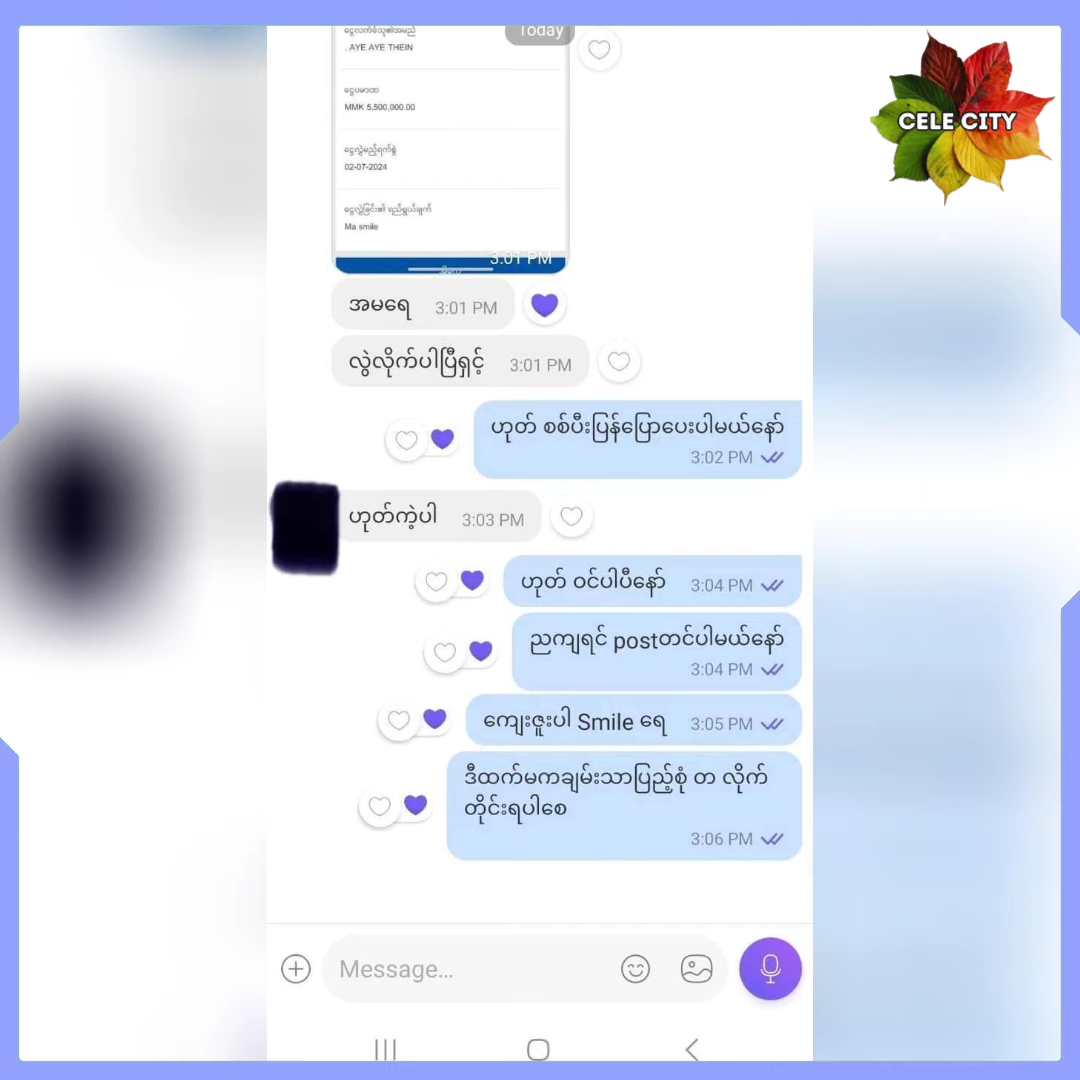 Today
ငွေလက်ခံသူ၏အမည်
. AYE AYE THEIN
ငွေပမာဏ
MMK 5,500,000.00
ငွေလွှဲမည့်ရက်စွဲ
02-07-2024
ငွေလွှဲခြင်း၏ ရည်ရွယ်ချက်
Ma smile
3:01 PM
အမရေ 3:01 PM
လွဲလိုက်ပါပြီရှင့် 3:01 PM
ဟုတ် စစ်ပီးပြန်ပြောပေးပါမယ်နော်
3:02 PM
ဟုတ်ကဲ့ပါ 3:03 PM
ဟုတ် ဝင်ပါပီနော် 3:04 PM
ညကျရင် postတင်ပါမယ်နော်
3:04 PM
ကျေးဇူးပါ Smile ရေ 3:05 PM
ဒီထက်မကချမ်းသာပြည့်စုံ တ လိုက်
တိုင်းရပါစေ
3:06 PM
Message...
CELE CITY